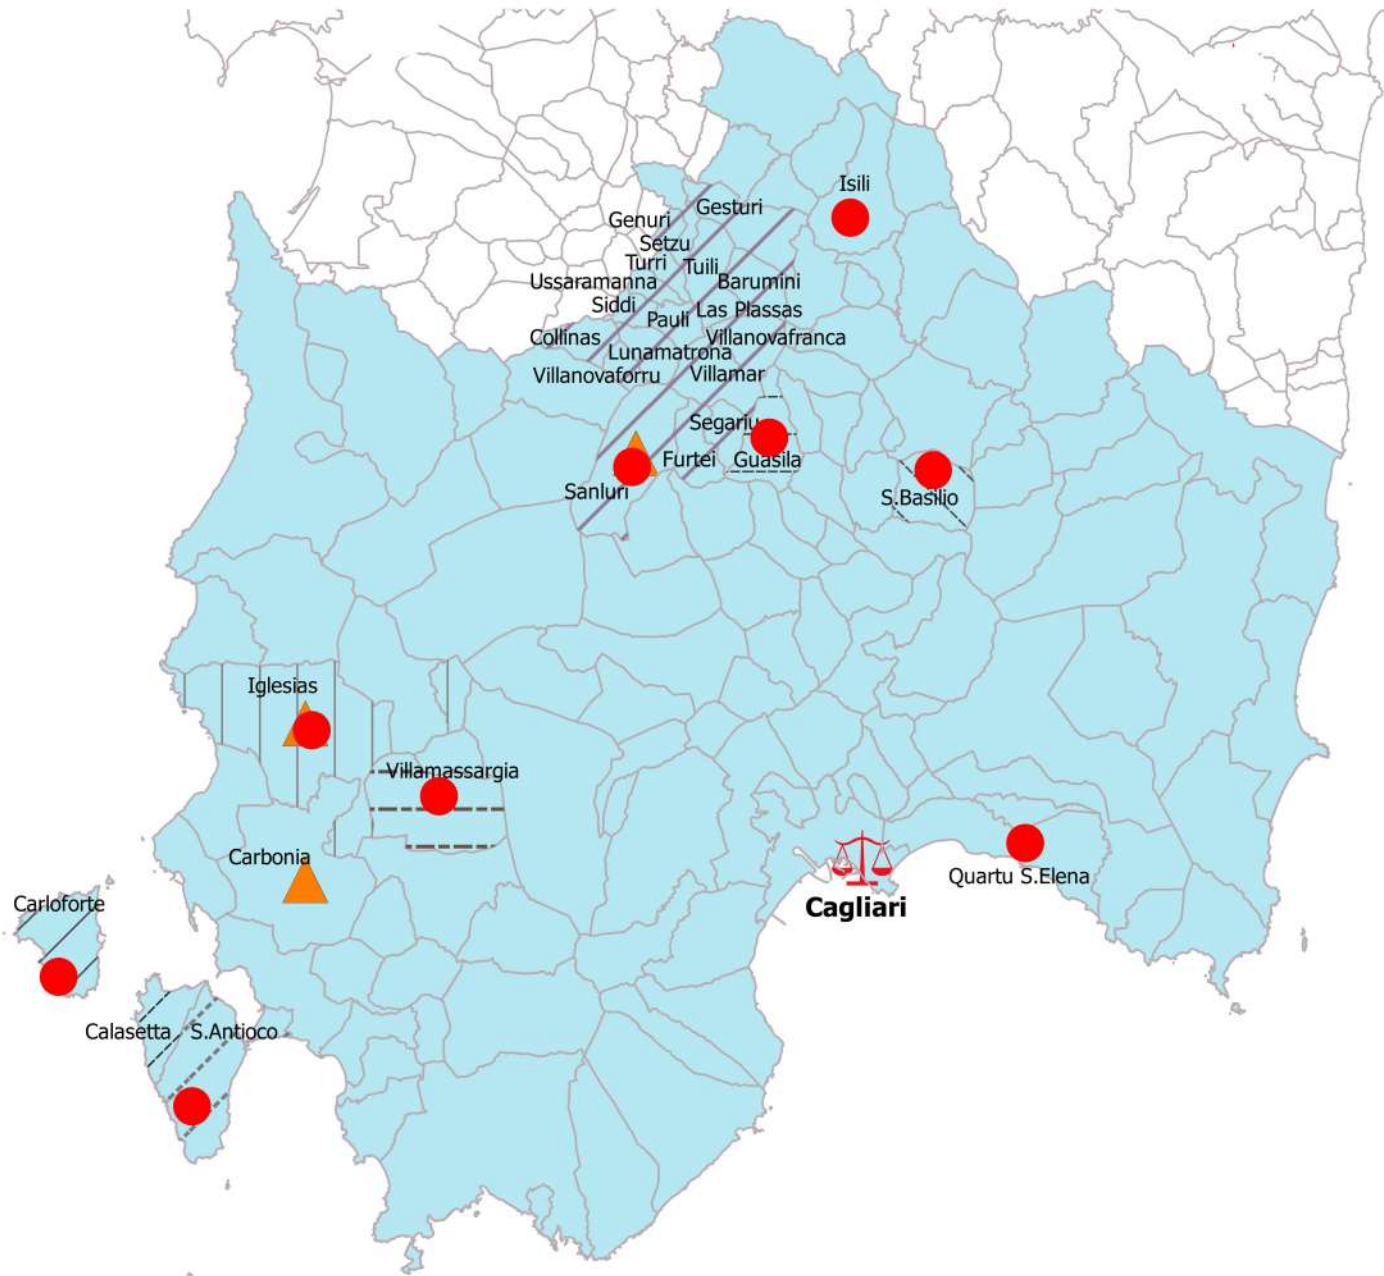 Isili
Gesturi
Genuri
Setzu
Turri
Tuili
Ussaramanna
Barumini
Siddi
Las Plassas
Pauli
Collinas
Villanovafranca
Lunamatrona
Villanovaforru
Villamar
Segariu
Furtei
Guasila
Sanluri
S.Basilio
Iglesias
Villamassargia
Carbonia
Quartu S.Elena
Carloforte
Cagliari
Calasetta
S.Antioco